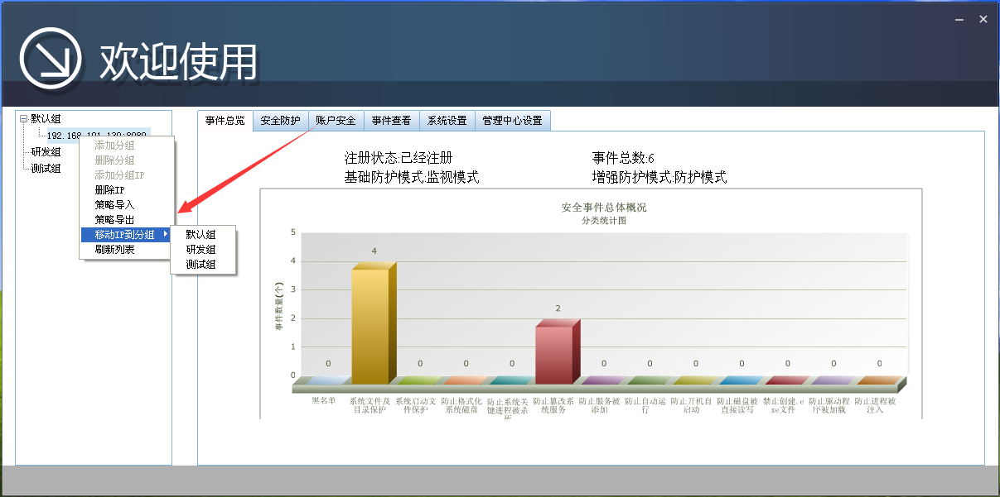 欢迎使用
默认组
192.168.101.130:8080
研发组
测试组
添加分组
删除分组
添加分组IP
删除IP
策略导入
策略导出
移动IP到分组
刷新列表
默认组
研发组
测试组
事件总览 安全防护 账户安全 事件查看 系统设置 管理中心设置
注册状态:已经注册 事件总数:6
基础防护模式:监视模式 增强防护模式:防护模式
安全事件总体概况
分类统计图
事件数量(个)
5
4
3
2
1
0
0 4 0 0 0 2 0 0 0 0 0 0 0
黑名单
系统文件及
目录保护
系统启动文
件保护
防止格式化
系统磁盘
防止系统关
键进程被杀
防止篡改系
统服务
防止服务被
添加
防止自动运
行
防止开机自
启动
防止磁盘被
直接读写
禁止创建.e
xe文件
防止驱动程
序被加载
防止进程被
注入